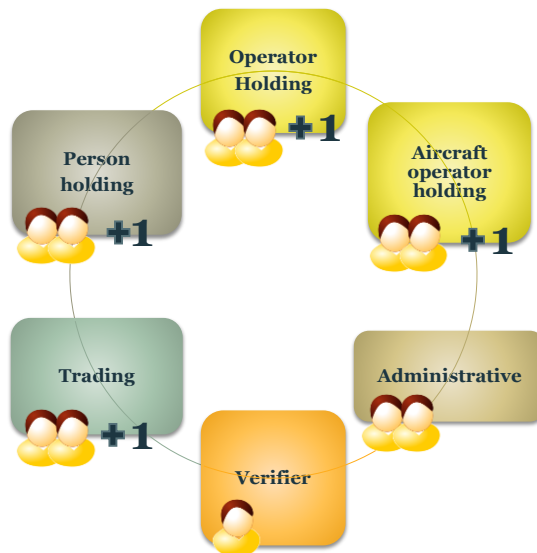 Operator
Holding
+1
Aircraft
operator
holding
+1
Administrative
Verifier
Trading
+1
Person
holding
+1